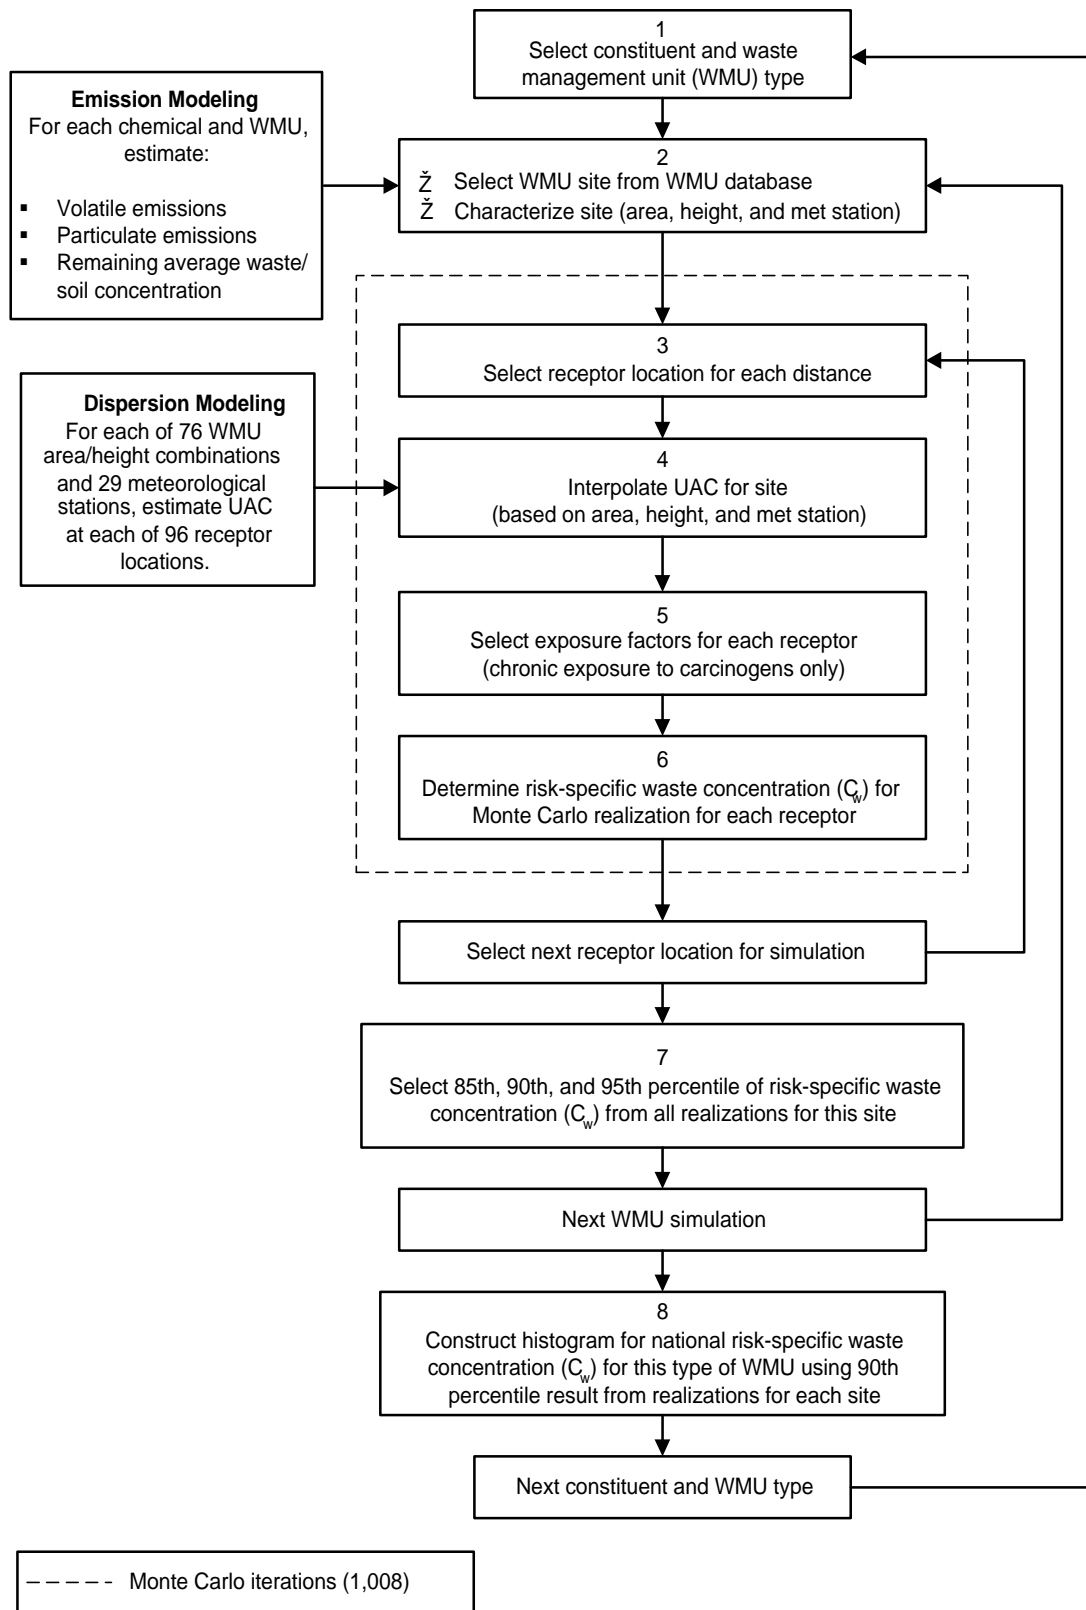 1
Select constituent and waste
management unit (WMU) type
Emission Modeling
For each chemical and WMU,
estimate:
▪ Volatile emissions
▪ Particulate emissions
▪ Remaining average waste/
soil concentration
2
Ž Select WMU site from WMU database
Ž Characterize site (area, height, and met station)
3
Select receptor location for each distance
Dispersion Modeling
For each of 76 WMU
area/height combinations
and 29 meteorological
stations, estimate UAC
at each of 96 receptor
locations.
4
Interpolate UAC for site
(based on area, height, and met station)
5
Select exposure factors for each receptor
(chronic exposure to carcinogens only)
6
Determine risk-specific waste concentration (Cw) for
Monte Carlo realization for each receptor
Select next receptor location for simulation
7
Select 85th, 90th, and 95th percentile of risk-specific waste
concentration (Cw) from all realizations for this site
Next WMU simulation
8
Construct histogram for national risk-specific waste
concentration (Cw) for this type of WMU using 90th
percentile result from realizations for each site
Next constituent and WMU type
Monte Carlo iterations (1,008)